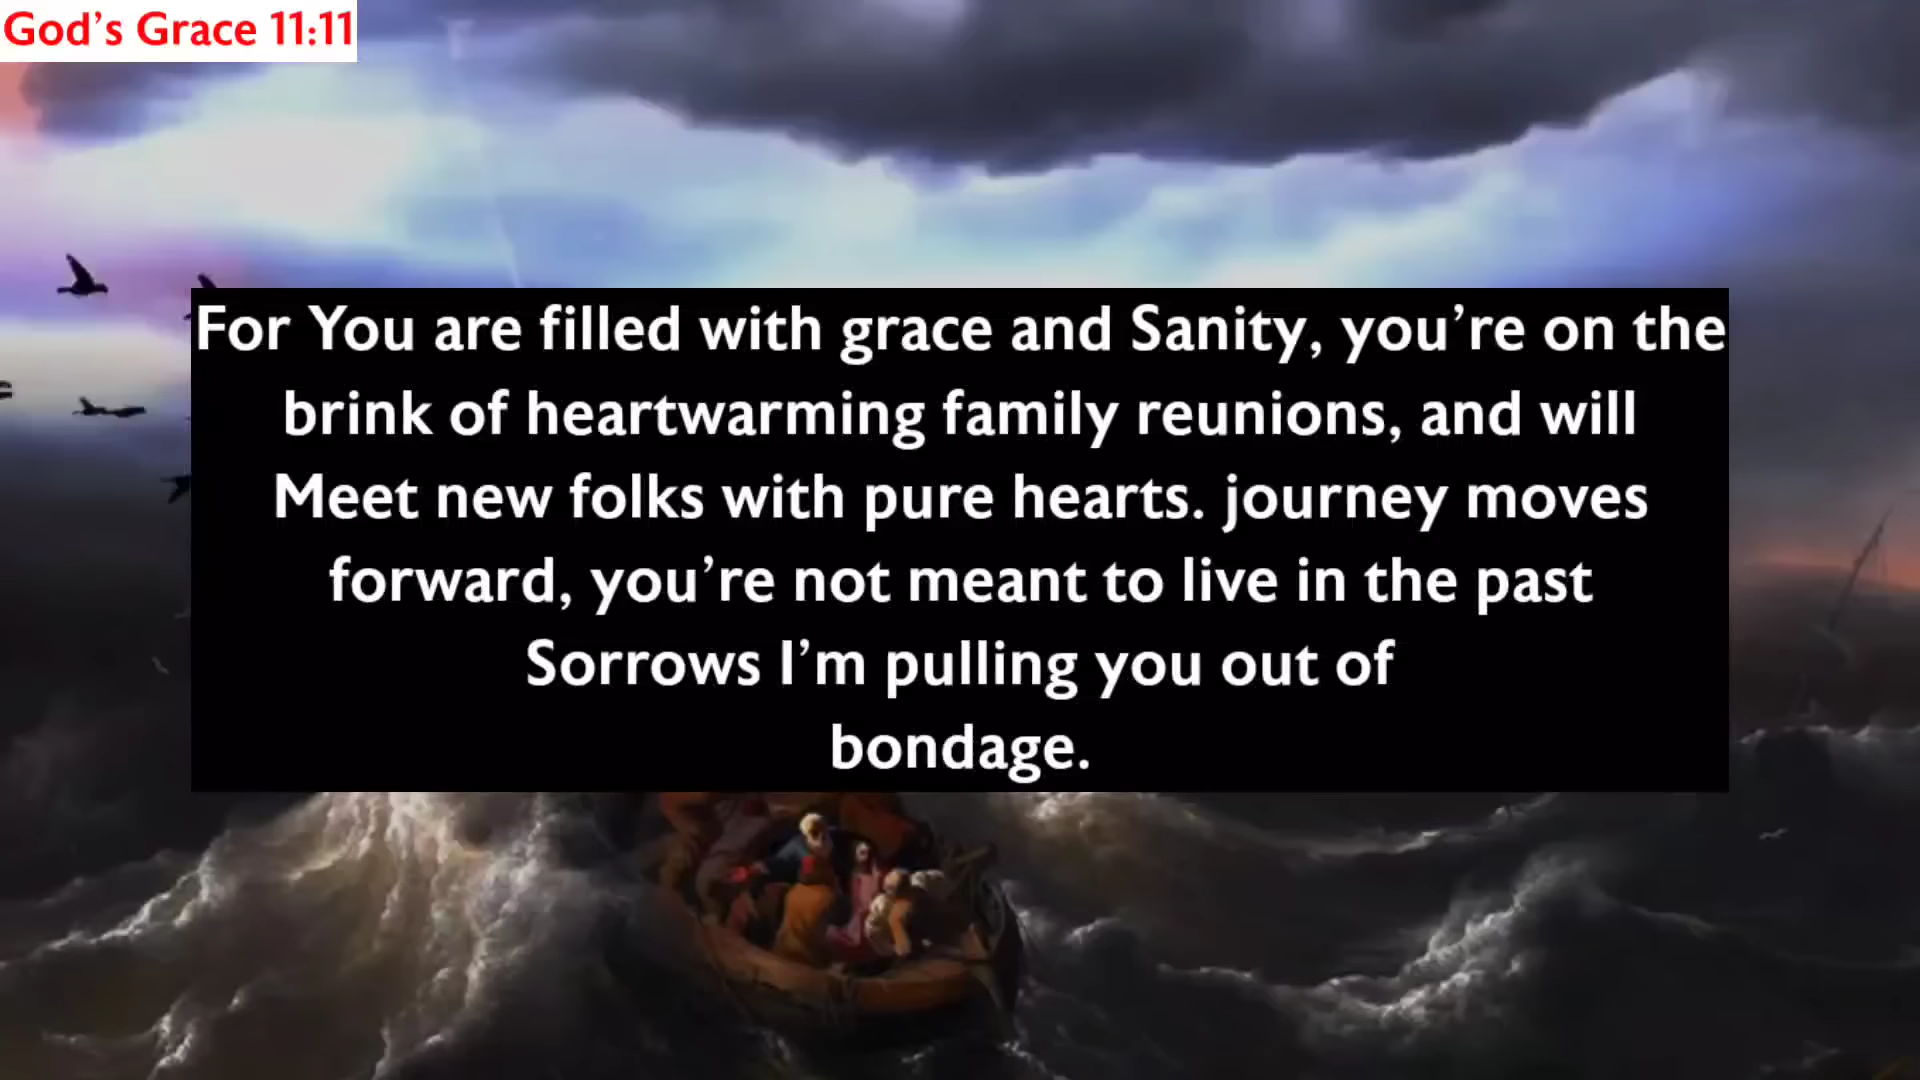 God’s Grace 11:11
For You are filled with grace and Sanity, you’re on the
brink of heartwarming family reunions, and will
Meet new folks with pure hearts. journey moves
forward, you’re not meant to live in the past
Sorrows I’m pulling you out of
bondage.